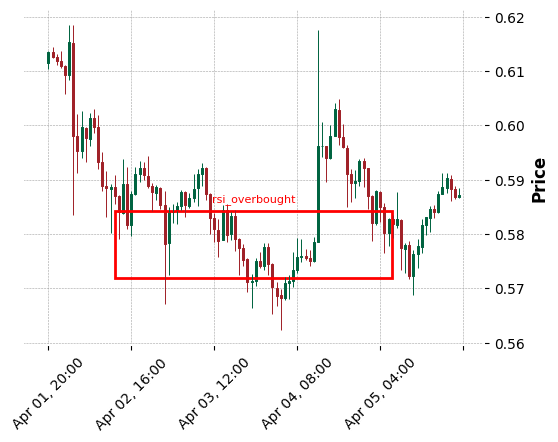 0.62
0.61
0.60
0.59
0.58
0.57
0.56
Price
rsi_overbought
Apr 01, 20:00
Apr 02, 16:00
Apr 03, 12:00
Apr 04, 08:00
Apr 05, 04:00